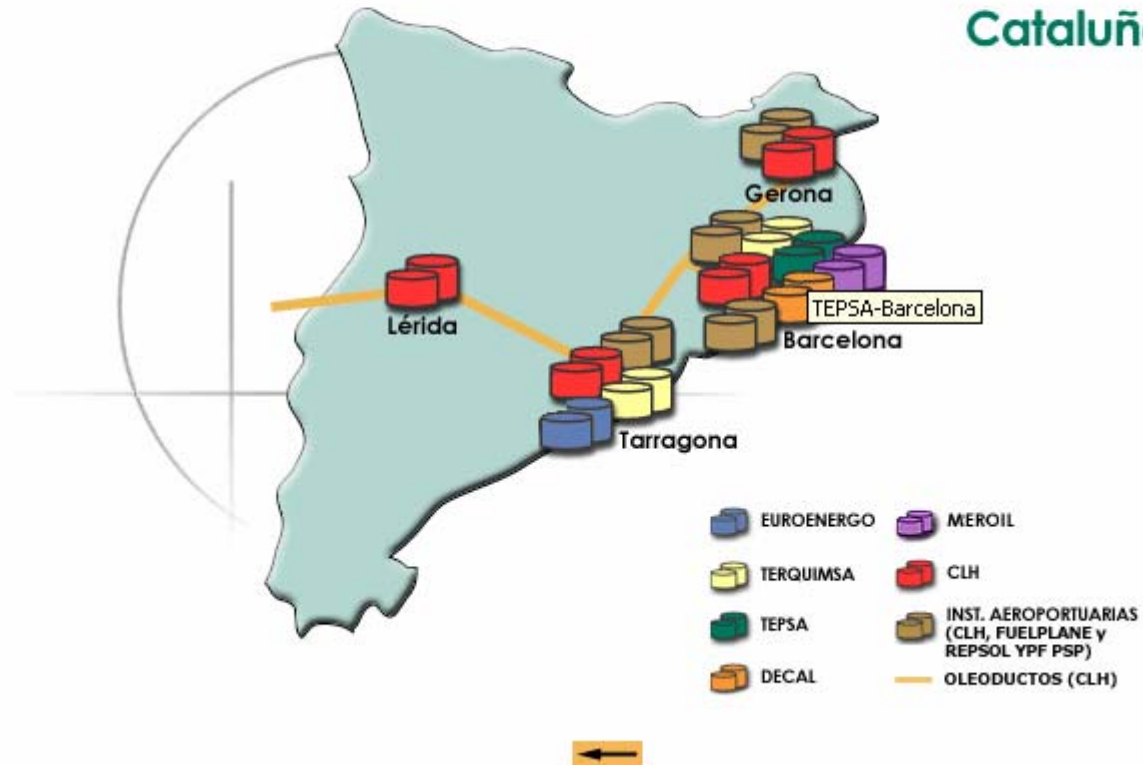 Cataluñ
Gerona
TEPSA-Barcelona
Lérida
Barcelona
Tarragona
EUROENERGO
MEROIL
TERQUIMSA
CLH
TEPSA
INST. AEROPORTUARIAS
(CLH, FUELPLANE y
REPSOL YPF PSP)
DECAL
OLEODUCTOS (CLH)